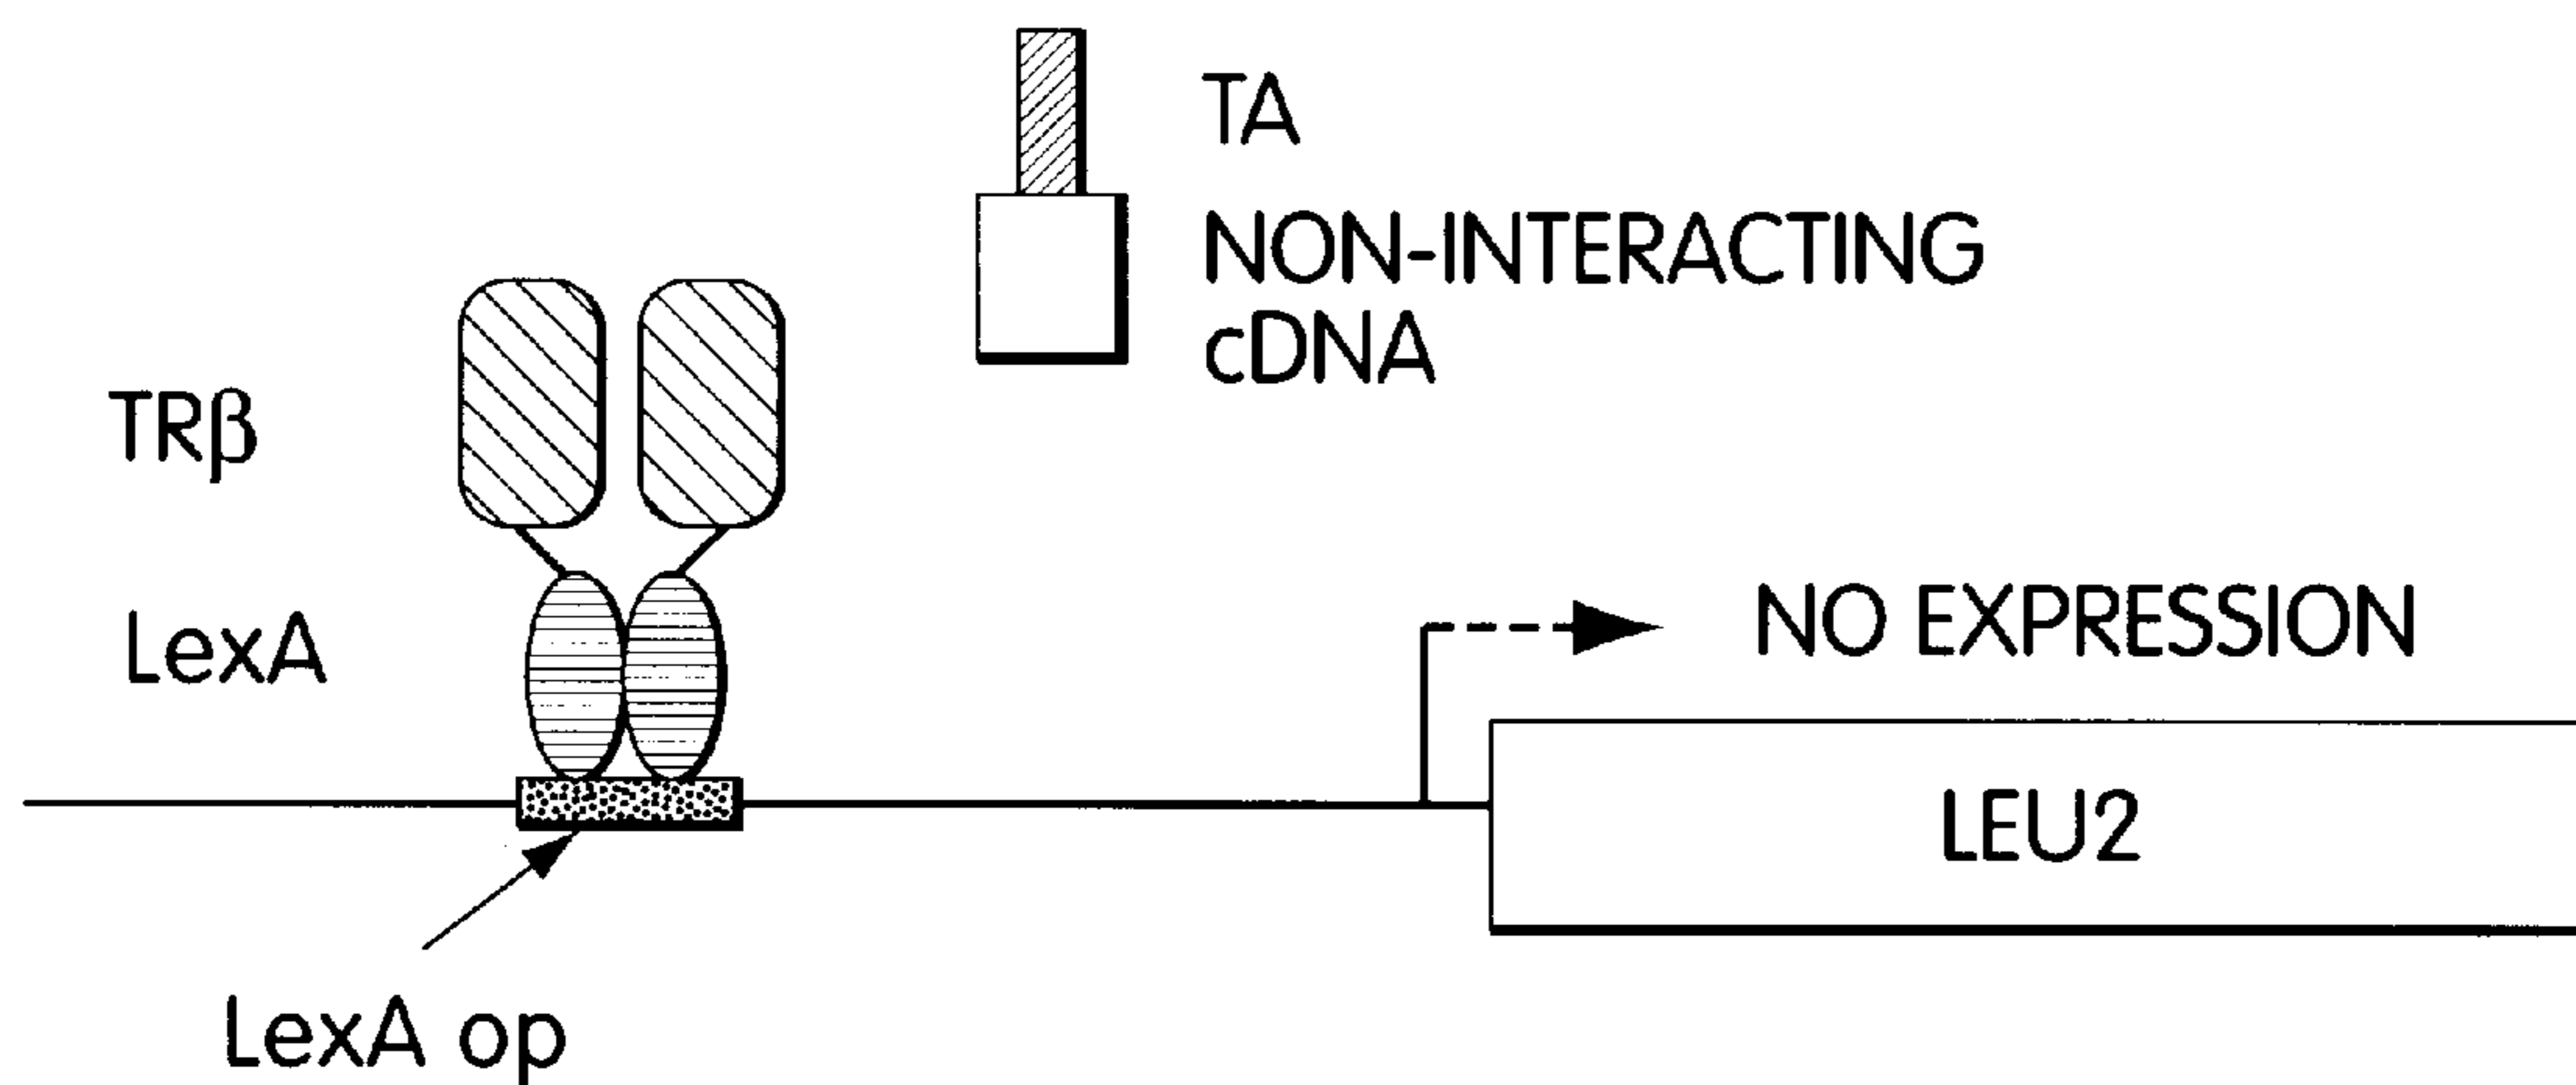 TA
NON-INTERACTING
cDNA
TRβ
LexA
NO EXPRESSION
LEU2
LexA op